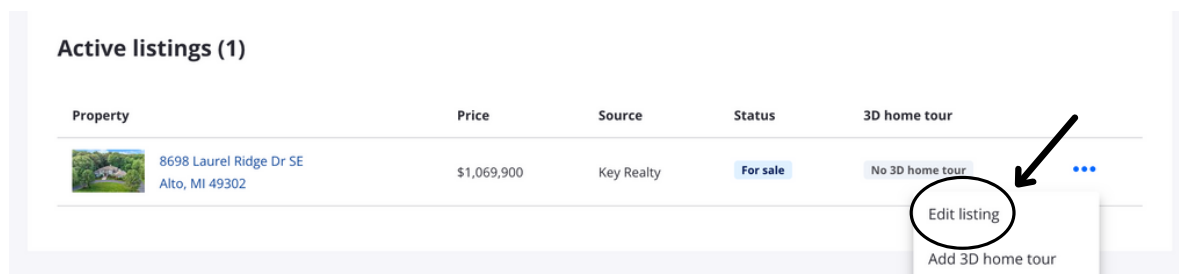 Active listings (1)
Property Price Source Status 3D home tour
8698 Laurel Ridge Dr SE
Alto, MI 49302
$1,069,900 Key Realty For sale No 3D home tour
Edit listing
Add 3D home tour